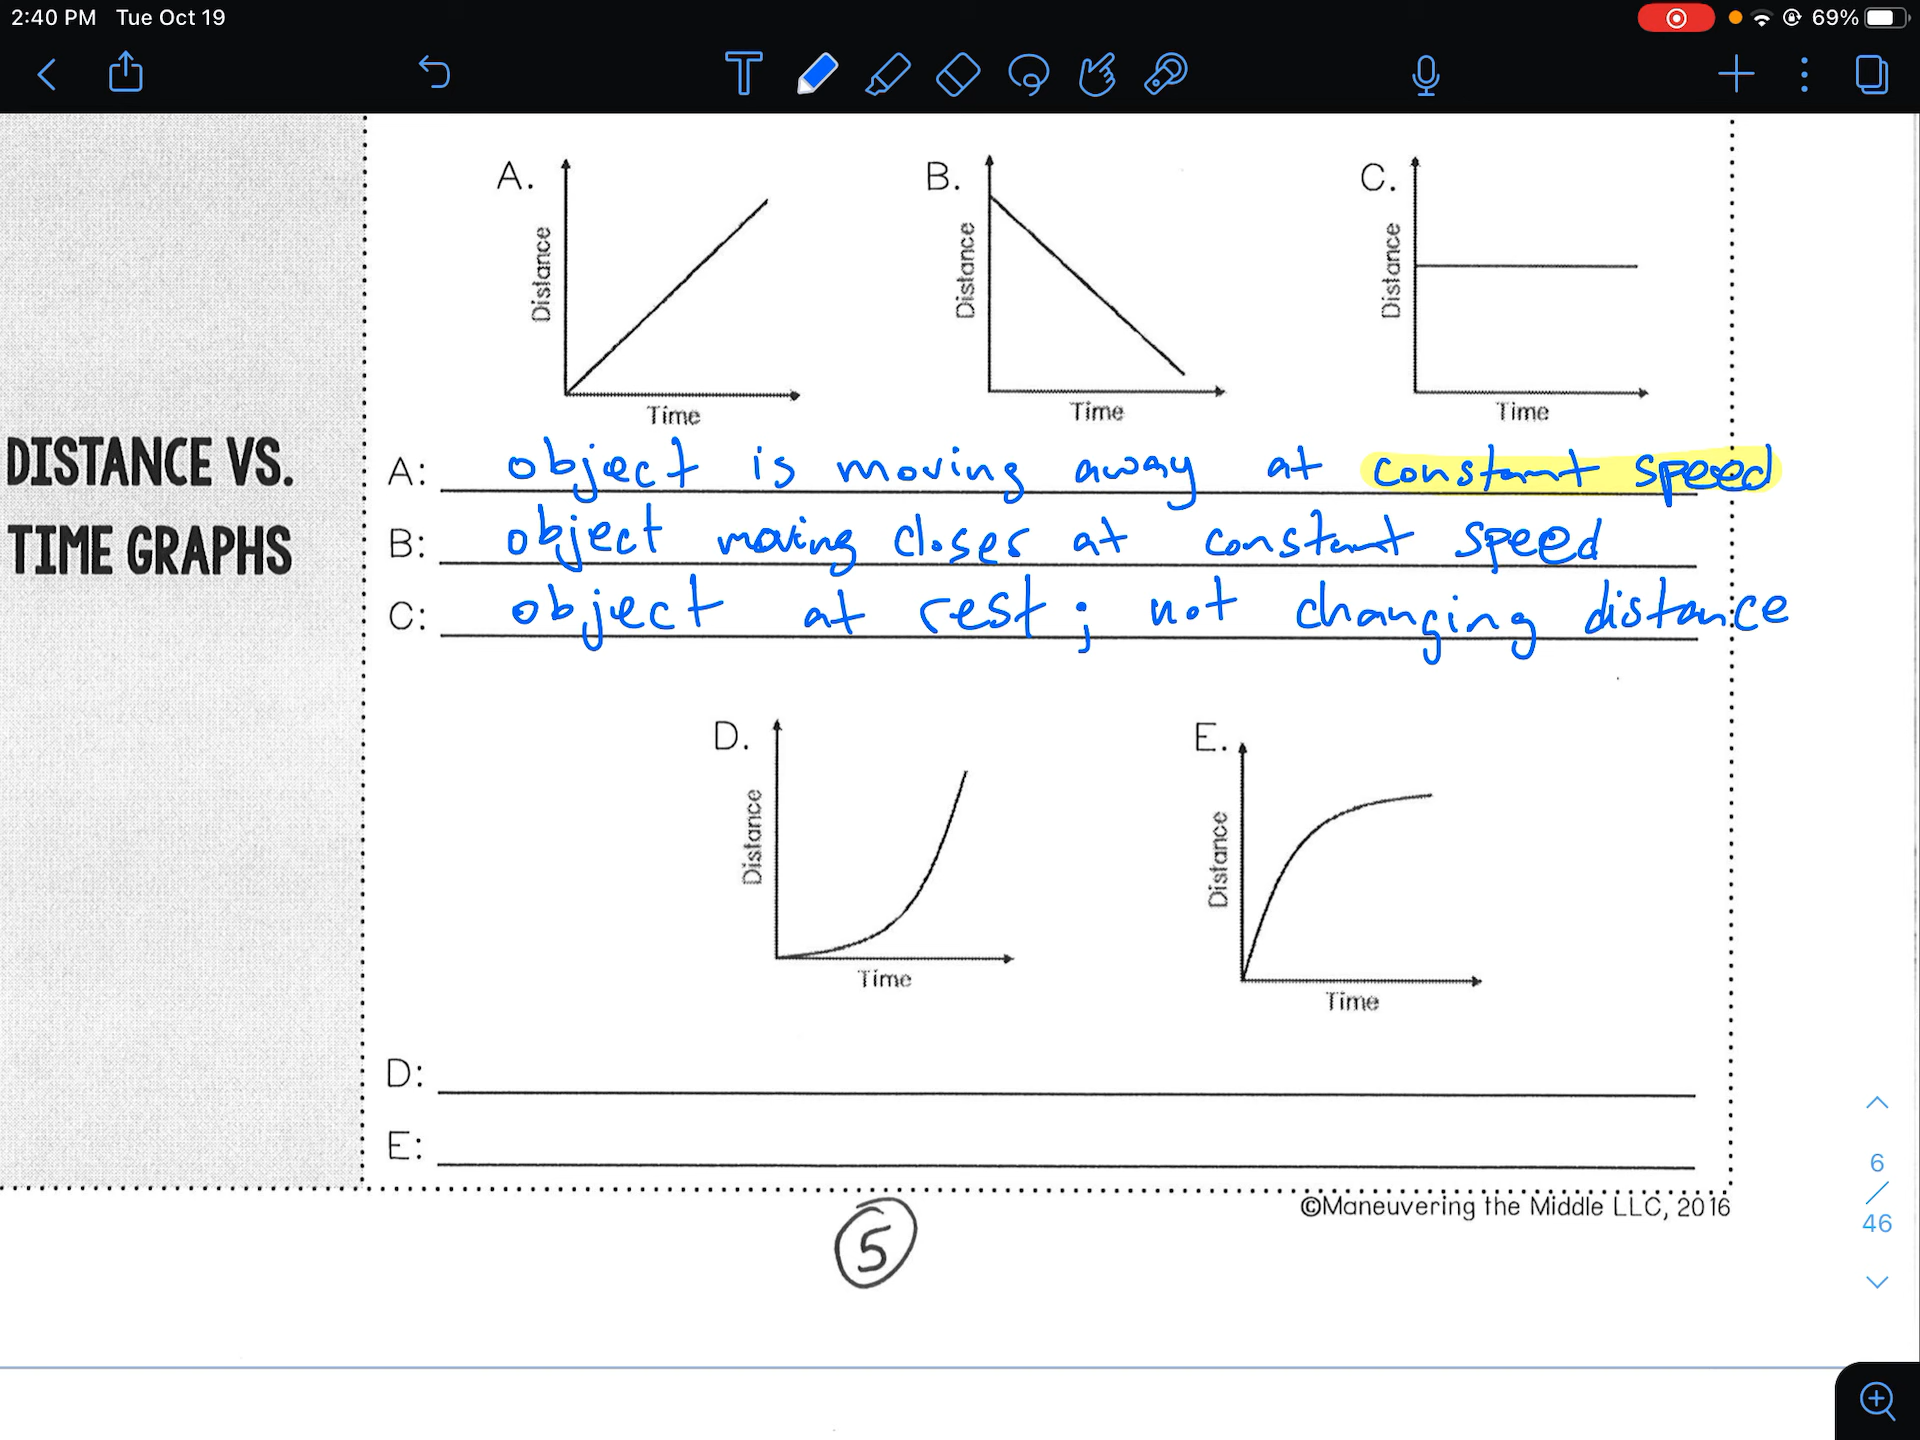 2:40 PM Tue Oct 19
69%
A.
Distance
Time
B.
Distance
Time
C.
Distance
Time
DISTANCE VS.
TIME GRAPHS
A: object is moving away at constant speed
B: object moving closer at constant speed
C: object at rest; not changing distance
D.
Distance
Time
E.
Distance
Time
D:
E:
©Maneuvering the Middle LLC, 2016
5
6
/
46